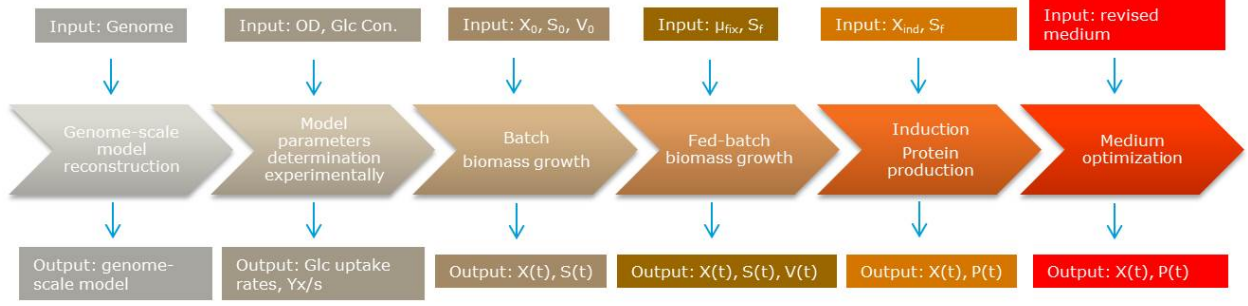 Input: Genome
Input: OD, Glc Con.
Input: X₀, S₀, V₀
Input: μfix, Sf
Input: Xind, Sf
Input: revised
medium
Genome-scale
model
reconstruction
Model
parameters
determination
experimentally
Batch
biomass growth
Fed-batch
biomass growth
Induction
Protein
production
Medium
optimization
Output: genome-
scale model
Output: Glc uptake
rates, Yx/s
Output: X(t), S(t)
Output: X(t), S(t), V(t)
Output: X(t), P(t)
Output: X(t), P(t)